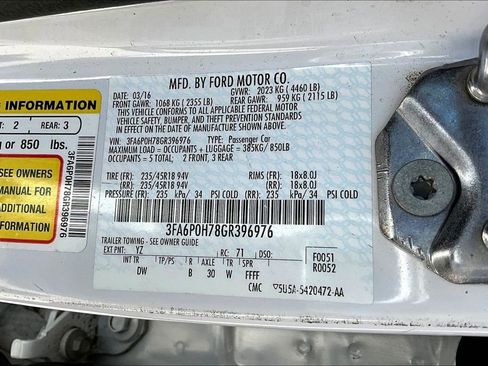 MFD. BY FORD MOTOR CO.
DATE: 03/16 GVWR: 2023 KG ( 4460 LB)
FRONT GAWR: 1068 KG ( 2355 LB) REAR GAWR: 959 KG ( 2115 LB)
THIS VEHICLE CONFORMS TO ALL APPLICABLE FEDERAL MOTOR
VEHICLE SAFETY, BUMPER, AND THEFT PREVENTION STANDARDS IN
EFFECT ON THE DATE OF MANUFACTURE SHOWN ABOVE.
VIN: 3FA6P0H78GR396976 Passenger Car
MAXIMUM LOAD = OCCUPANTS + LUGGAGE = 385KG/ 850LB
OCCUPANTS = 5 TOTAL; 2 FRONT, 3 REAR
TIRE (FR): 235/45R18 94V RIMS (FR): 18x8.0J
(RR): 235/45R18 94V (RR): 18x8.0J
PRESSURE (FR): 235 kPa/ 34 PSI COLD (RR): 235 kPa/ 34 PSI COLD
3FA6P0H78GR396976
TRAILER TOWING - SEE OWNER GUIDE
EXT PNT: YZ RC: 71 DSO:
F0051
R0052
INT TR TP/PS R AXLE TR SPR
DW B 30 W FFFF
CMC 5U5A-5420472-AA
G INFORMATION
T: 2 REAR: 3
g or 850 lbs.
SEE OWNERS
MANUAL FOR
ADDITIONAL
INFORMATION
3FA6P0H78GR396976